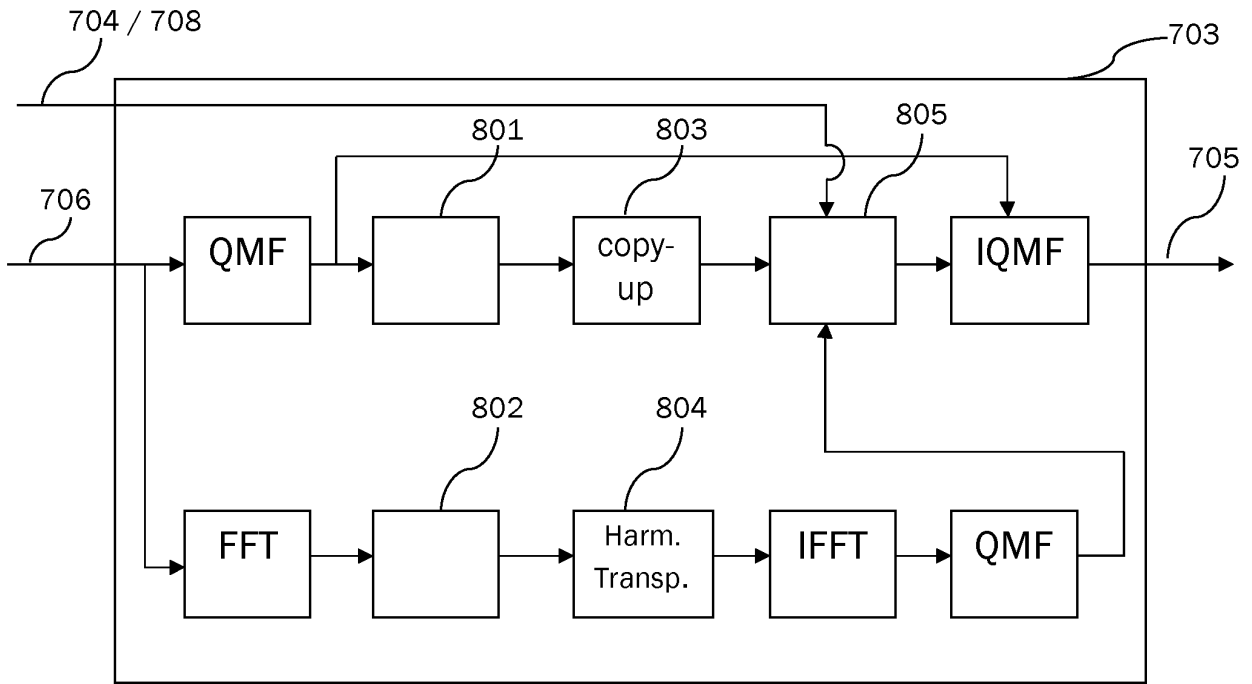 704 / 708
703
801
803
805
705
706
QMF
copy-
up
IQMF
802
804
FFT
Harm.
Transp.
IFFT
QMF